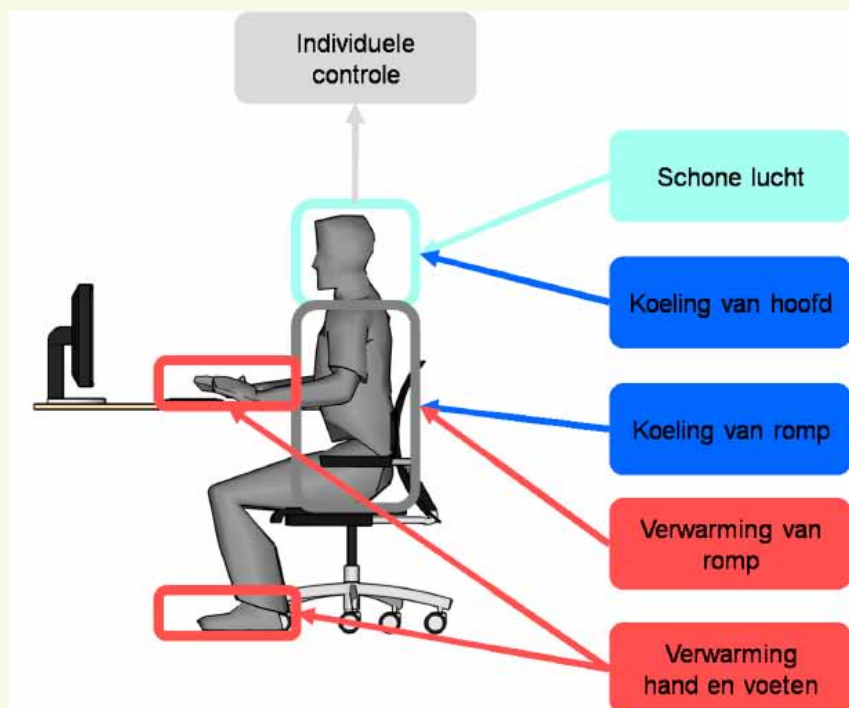 Individuele
controle
Schone lucht
Koeling van hoofd
Koeling van romp
Verwarming van
romp
Verwarming
hand en voeten